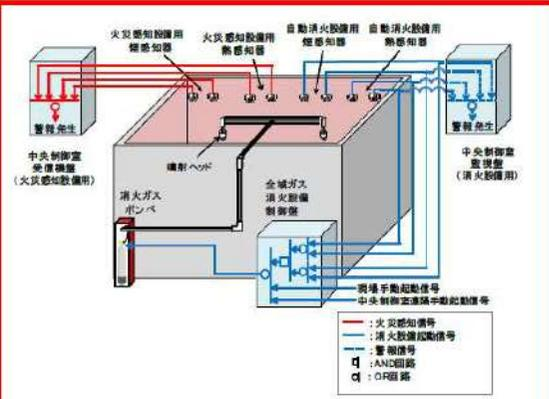 火災感知設備用
煙感知器
火災感知設備用
熱感知器
自動消火設備用
煙感知器
自動消火設備用
熱感知器
警報発生
中央制御室
受信機盤
(火災感知設備用)
警報発生
中央制御室
監視盤
(消火設備用)
噴射ヘッド
消火ガス
ボンベ
全域ガス
消火設備
制御盤
現場手動起動信号
中央制御室遠隔手動起動信号
:火災感知信号
:消火設備起動信号
:警報信号
:AND回路
:OR回路